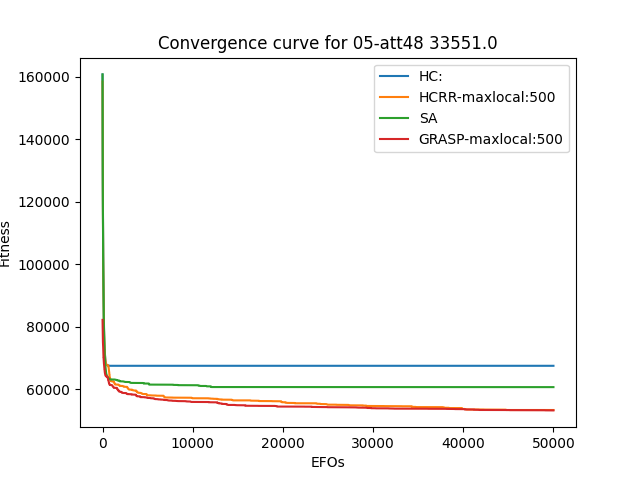 Convergence curve for 05-att48 33551.0
HC:
HCRR-maxlocal:500
SA
GRASP-maxlocal:500
160000
140000
120000
100000
80000
60000
Fitness
0 10000 20000 30000 40000 50000
EFOs